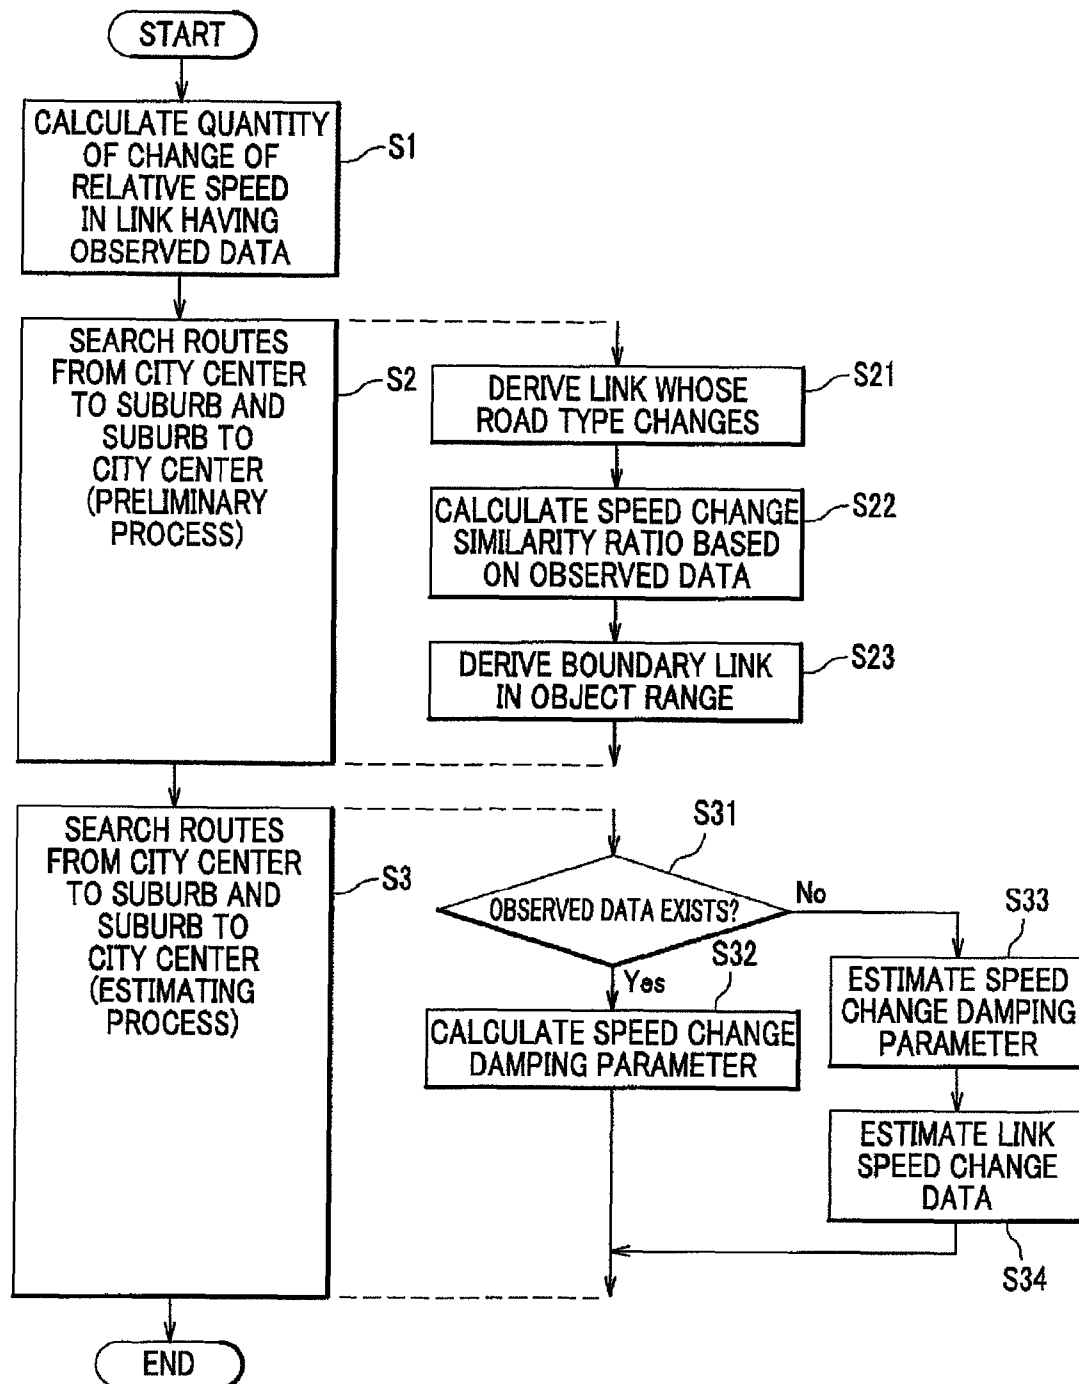 START
CALCULATE QUANTITY
OF CHANGE OF
RELATIVE SPEED
IN LINK HAVING
OBSERVED DATA
S1
SEARCH ROUTES
FROM CITY CENTER
TO SUBURB AND
SUBURB TO
CITY CENTER
(PRELIMINARY
PROCESS)
S2
DERIVE LINK WHOSE
ROAD TYPE CHANGES
S21
CALCULATE SPEED CHANGE
SIMILARITY RATIO BASED
ON OBSERVED DATA
S22
DERIVE BOUNDARY LINK
IN OBJECT RANGE
S23
SEARCH ROUTES
FROM CITY CENTER
TO SUBURB AND
SUBURB TO
CITY CENTER
(ESTIMATING
PROCESS)
S3
S31
OBSERVED DATA EXISTS?
No
Yes
S32
CALCULATE SPEED CHANGE
DAMPING PARAMETER
S33
ESTIMATE SPEED
CHANGE DAMPING
PARAMETER
ESTIMATE LINK
SPEED CHANGE
DATA
S34
END